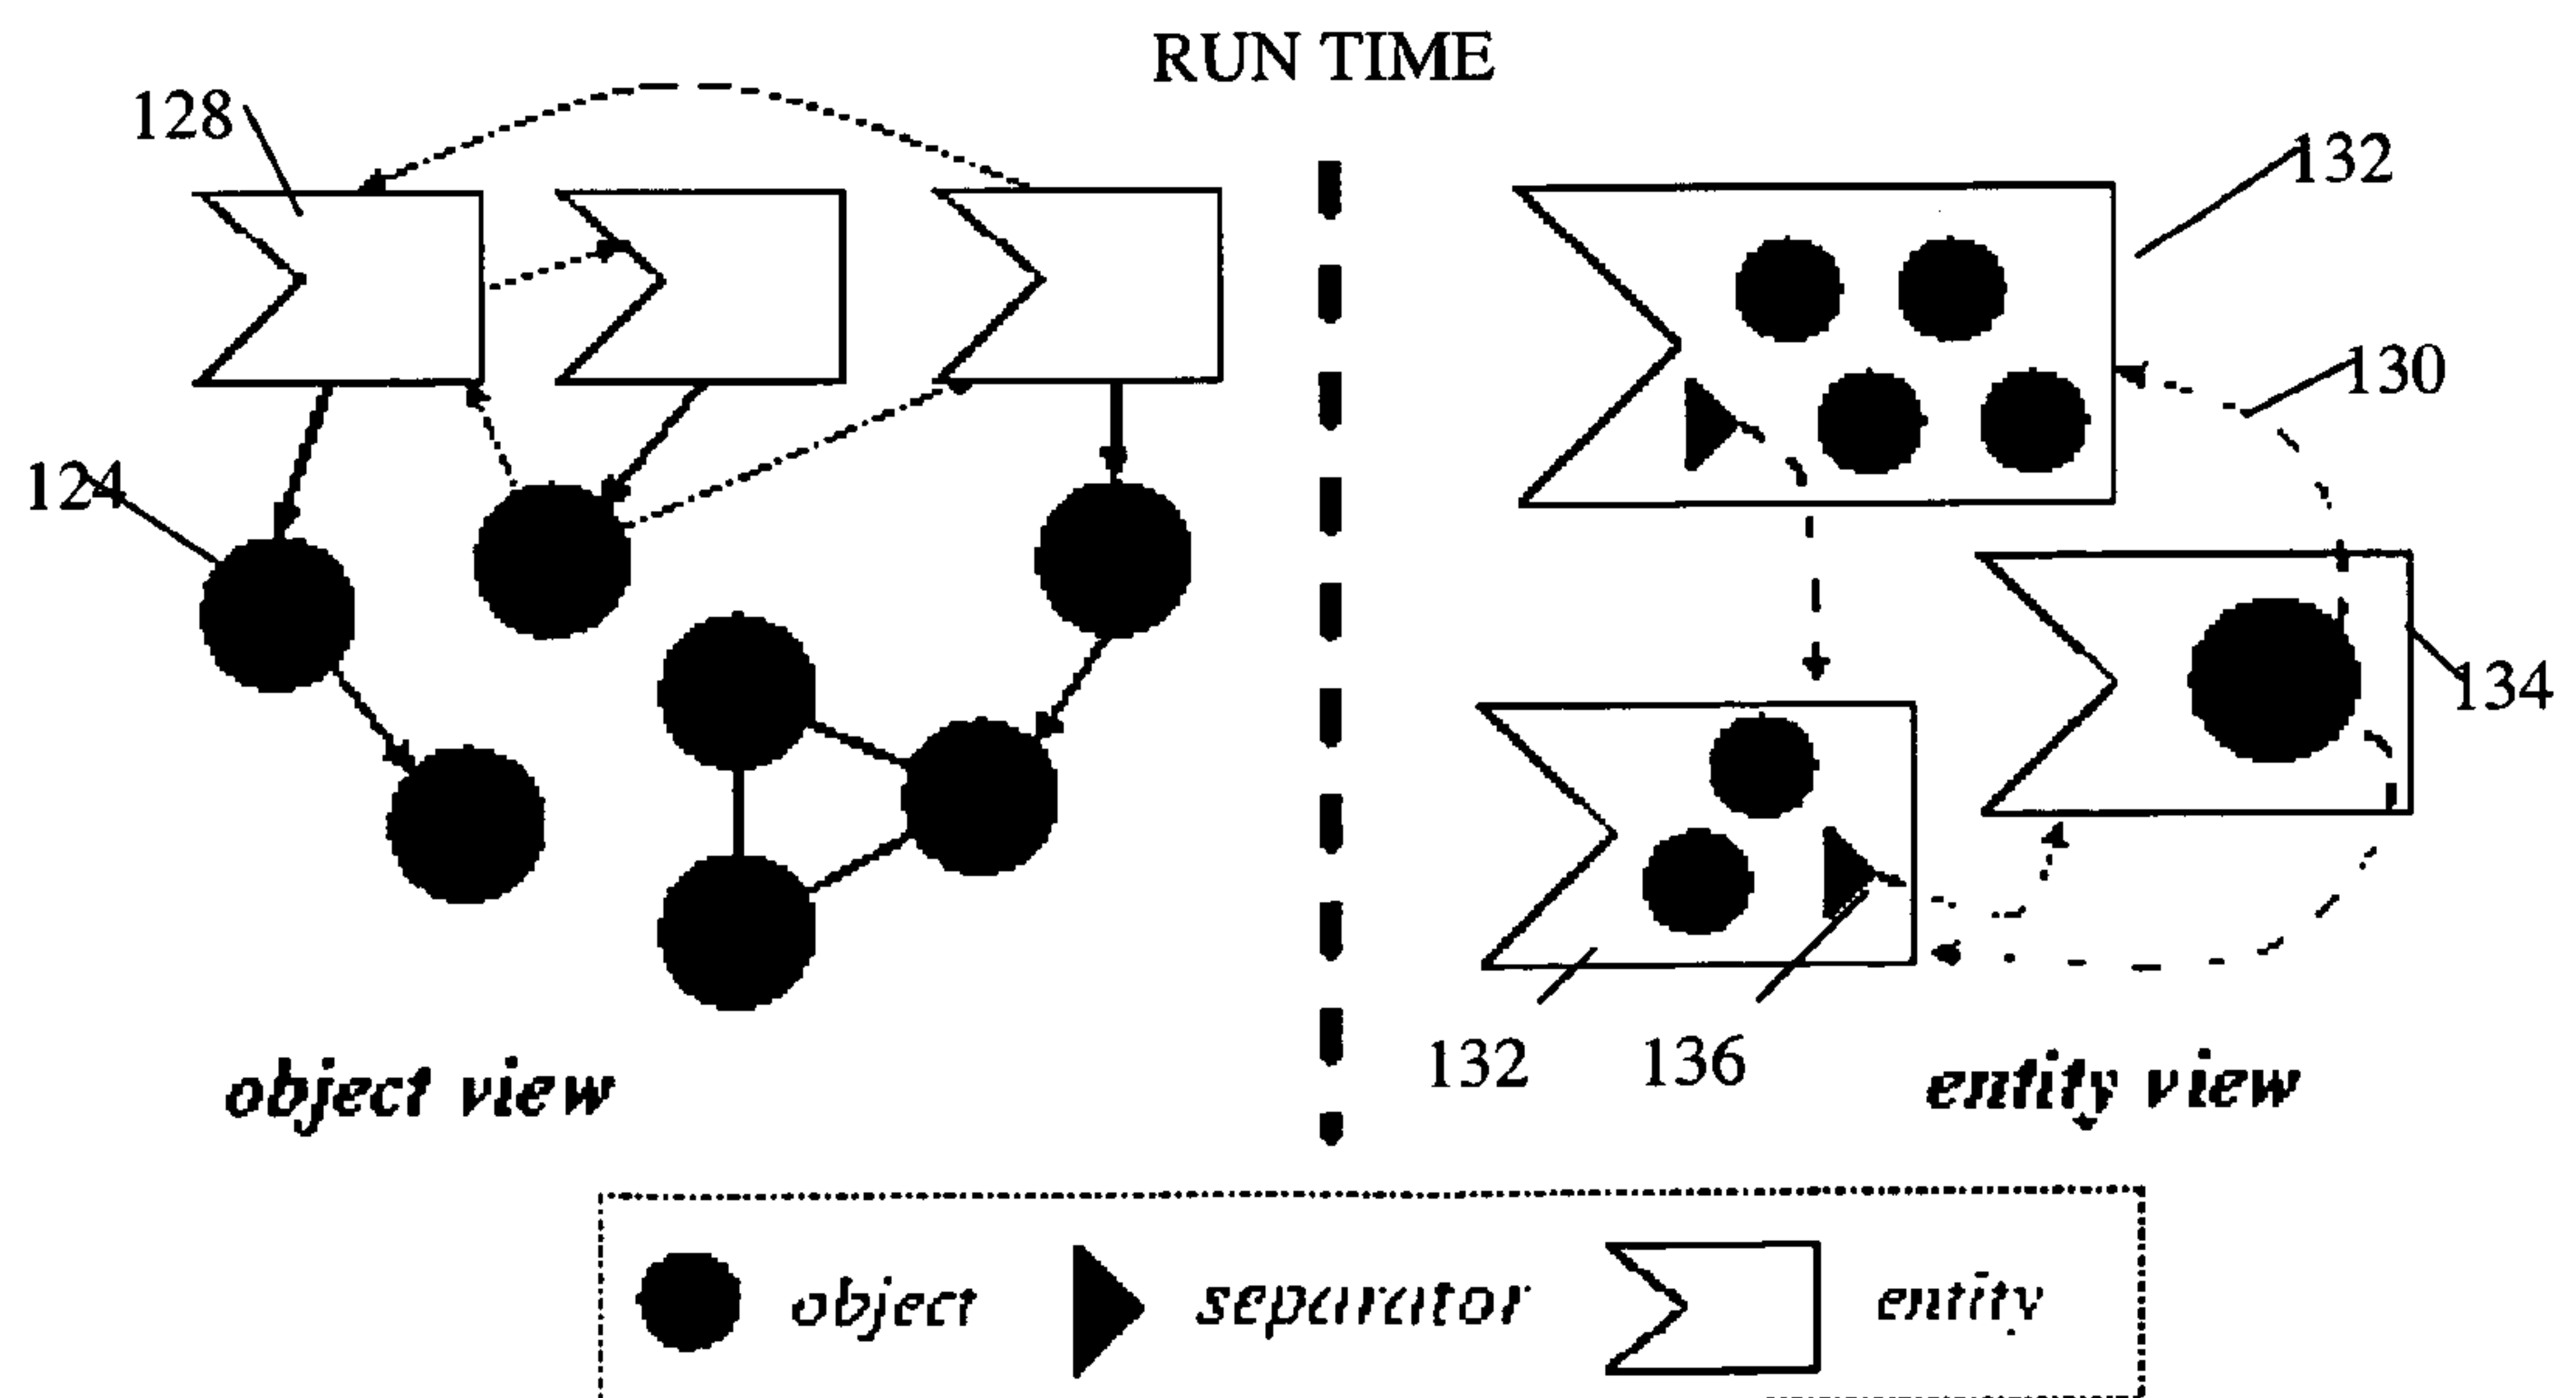 RUN TIME
128
132
130
124
134
132
136
object view
entity view
object
separator
entity